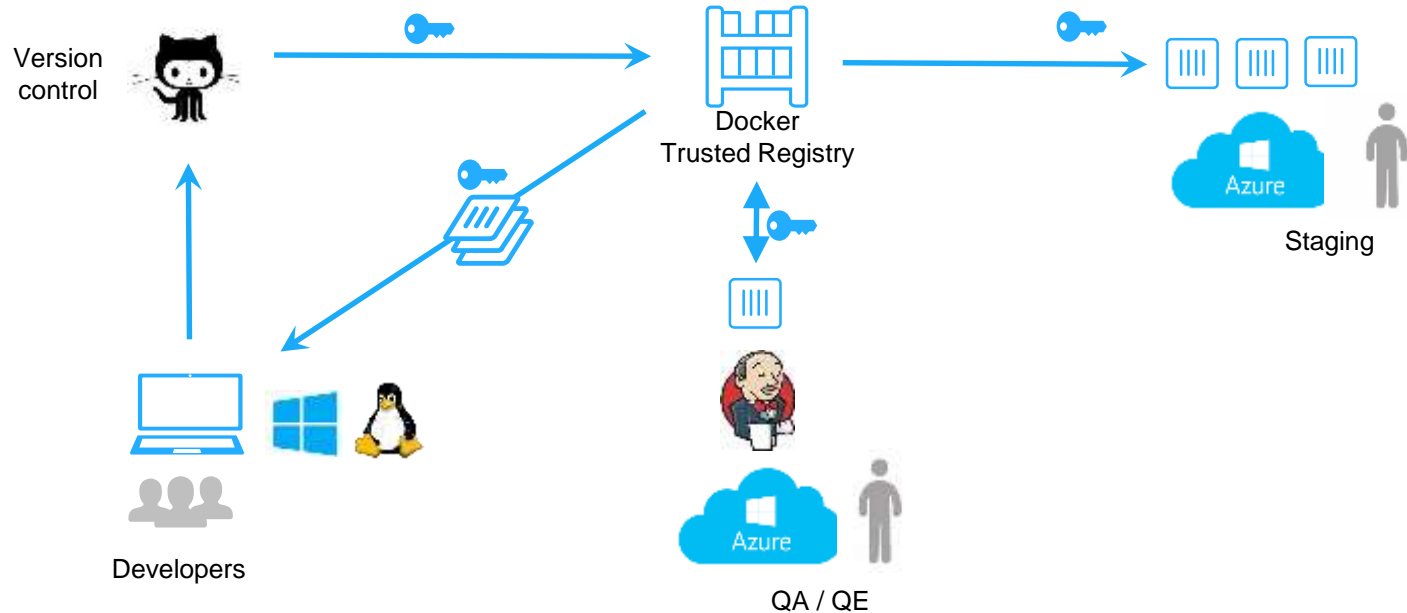 Version
control
Docker
Trusted Registry
Azure
Staging
Azure
Developers
QA / QE